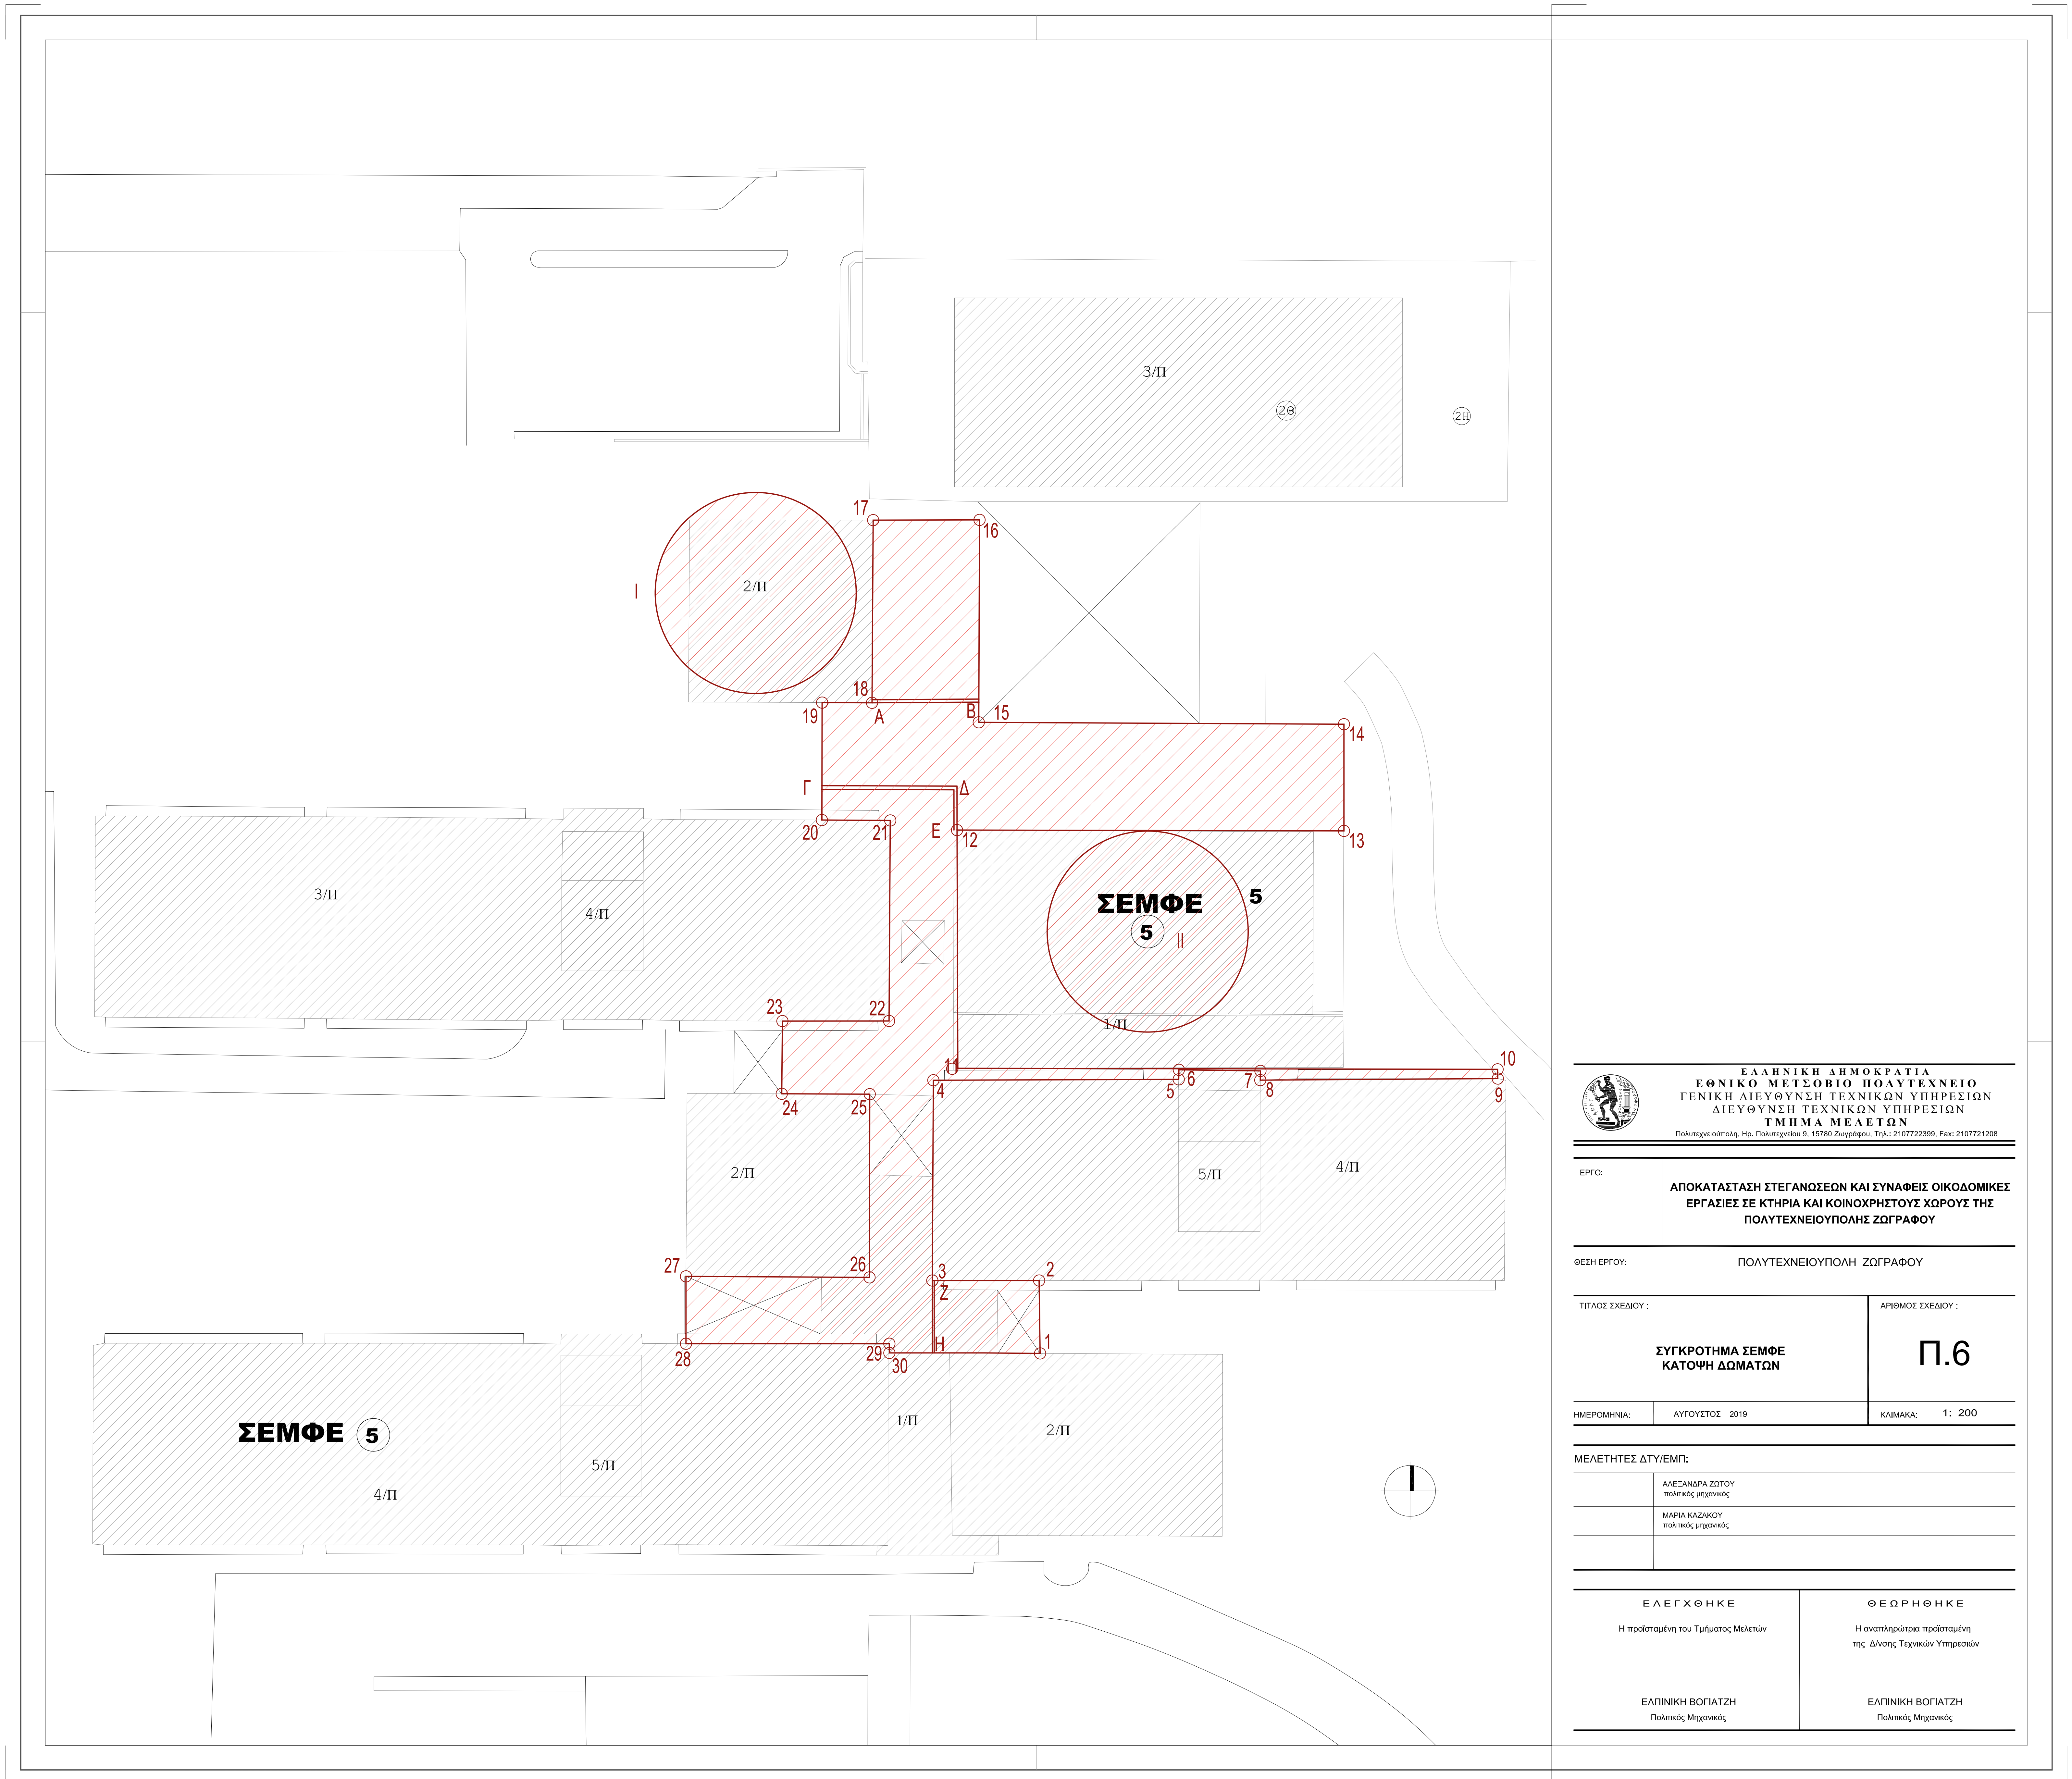 3/Π
2Θ
2Η
17
16
Ι
2/Π
18
19
Α
Β
15
14
Γ
Δ
20
21
Ε
12
13
3/Π
4/Π
ΣΕΜΦΕ
5
5
ΙΙ
23
22
1/Π
11
10
4
5
6
7
8
9
24
25
2/Π
5/Π
4/Π
27
26
3
2
Ζ
Η
1
28
29
30
ΣΕΜΦΕ
5
1/Π
2/Π
5/Π
4/Π
ΕΛΛΗΝΙΚΗ ΔΗΜΟΚΡΑΤΙΑ
ΕΘΝΙΚΟ ΜΕΤΣΟΒΙΟ ΠΟΛΥΤΕΧΝΕΙΟ
ΓΕΝΙΚΗ ΔΙΕΥΘΥΝΣΗ ΤΕΧΝΙΚΩΝ ΥΠΗΡΕΣΙΩΝ
ΔΙΕΥΘΥΝΣΗ ΤΕΧΝΙΚΩΝ ΥΠΗΡΕΣΙΩΝ
ΤΜΗΜΑ ΜΕΛΕΤΩΝ
Πολυτεχνειούπολη, Ηρ. Πολυτεχνείου 9, 15780 Ζωγράφου, Τηλ.: 2107722399, Fax: 2107721208
ΕΡΓΟ:
ΑΠΟΚΑΤΑΣΤΑΣΗ ΣΤΕΓΑΝΩΣΕΩΝ ΚΑΙ ΣΥΝΑΦΕΙΣ ΟΙΚΟΔΟΜΙΚΕΣ
ΕΡΓΑΣΙΕΣ ΣΕ ΚΤΗΡΙΑ ΚΑΙ ΚΟΙΝΟΧΡΗΣΤΟΥΣ ΧΩΡΟΥΣ ΤΗΣ
ΠΟΛΥΤΕΧΝΕΙΟΥΠΟΛΗΣ ΖΩΓΡΑΦΟΥ
ΘΕΣΗ ΕΡΓΟΥ: ΠΟΛΥΤΕΧΝΕΙΟΥΠΟΛΗ ΖΩΓΡΑΦΟΥ
ΤΙΤΛΟΣ ΣΧΕΔΙΟΥ :
ΣΥΓΚΡΟΤΗΜΑ ΣΕΜΦΕ
ΚΑΤΟΨΗ ΔΩΜΑΤΩΝ
ΑΡΙΘΜΟΣ ΣΧΕΔΙΟΥ :
Π.6
ΗΜΕΡΟΜΗΝΙΑ: ΑΥΓΟΥΣΤΟΣ 2019
ΚΛΙΜΑΚΑ: 1: 200
ΜΕΛΕΤΗΤΕΣ ΔΤΥ/ΕΜΠ:
ΑΛΕΞΑΝΔΡΑ ΖΩΤΟΥ
πολιτικός μηχανικός
ΜΑΡΙΑ ΚΑΖΑΚΟΥ
πολιτικός μηχανικός
ΕΛΕΓΧΘΗΚΕ
Η προϊσταμένη του Τμήματος Μελετών
ΕΛΠΙΝΙΚΗ ΒΟΓΙΑΤΖΗ
Πολιτικός Μηχανικός
ΘΕΩΡΗΘΗΚΕ
Η αναπληρώτρια προϊσταμένη
της Δ/νσης Τεχνικών Υπηρεσιών
ΕΛΠΙΝΙΚΗ ΒΟΓΙΑΤΖΗ
Πολιτικός Μηχανικός